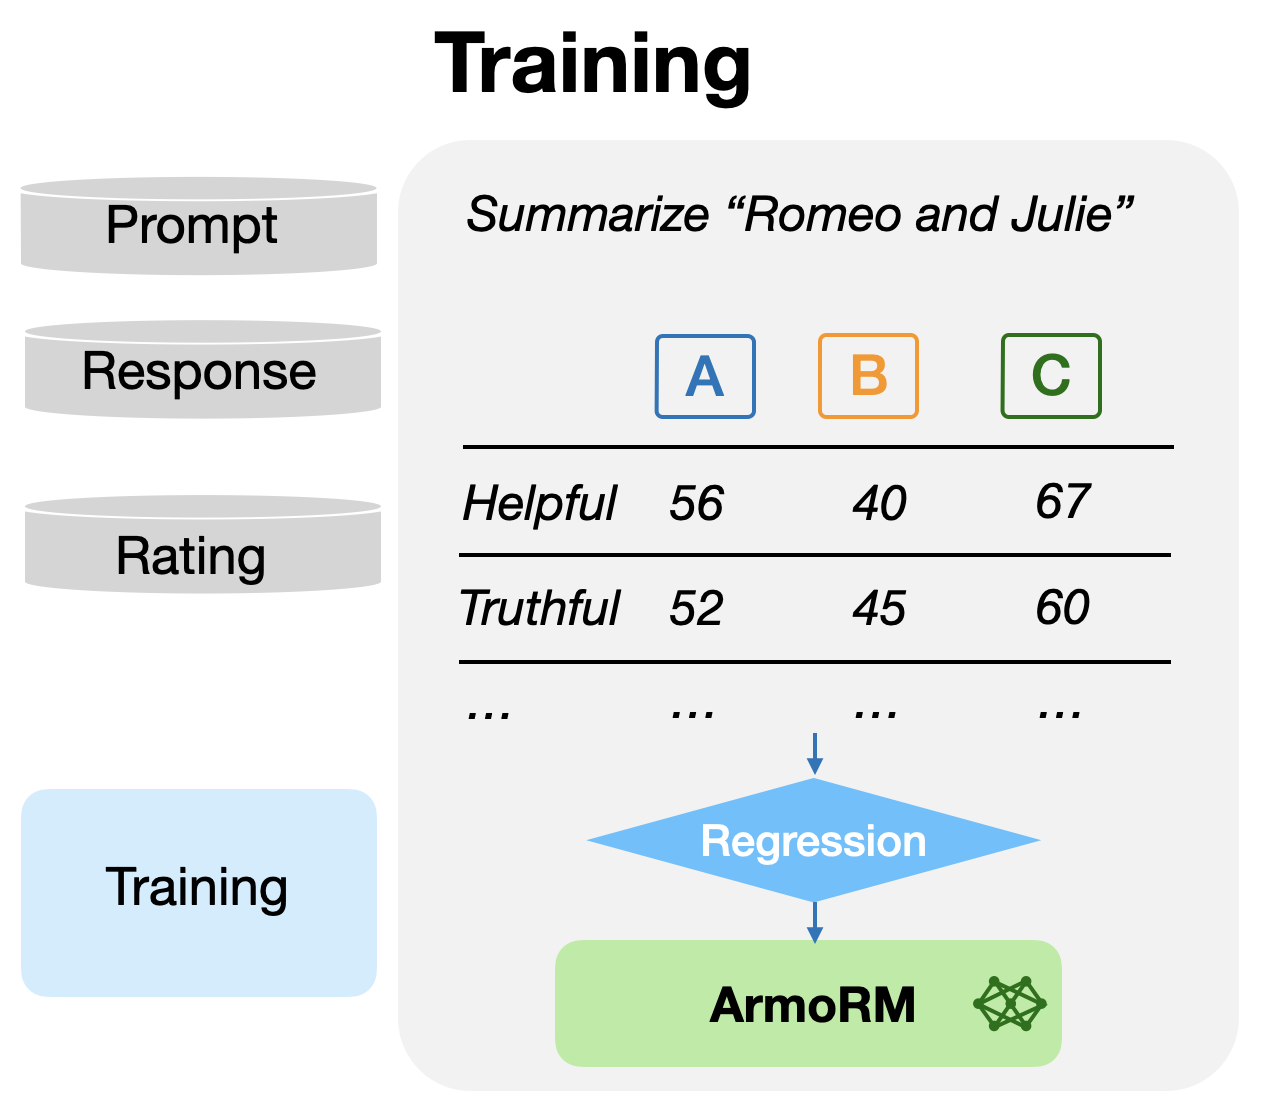 Training
Prompt
Summarize “Romeo and Julie”
Response
A B C
Rating
Helpful 56 40 67
Truthful 52 45 60
... ... ... ...
Training
Regression
ArmoRM